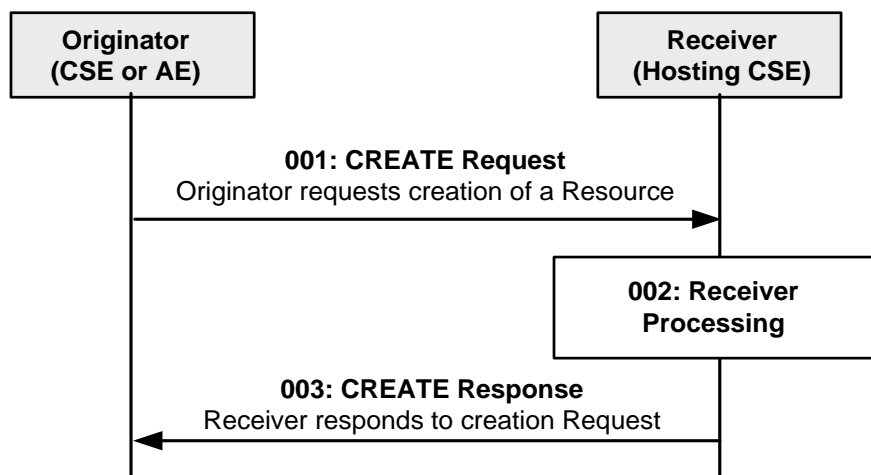 Originator
(CSE or AE)
Receiver
(Hosting CSE)
001: CREATE Request
Originator requests creation of a Resource
002: Receiver
Processing
003: CREATE Response
Receiver responds to creation Request